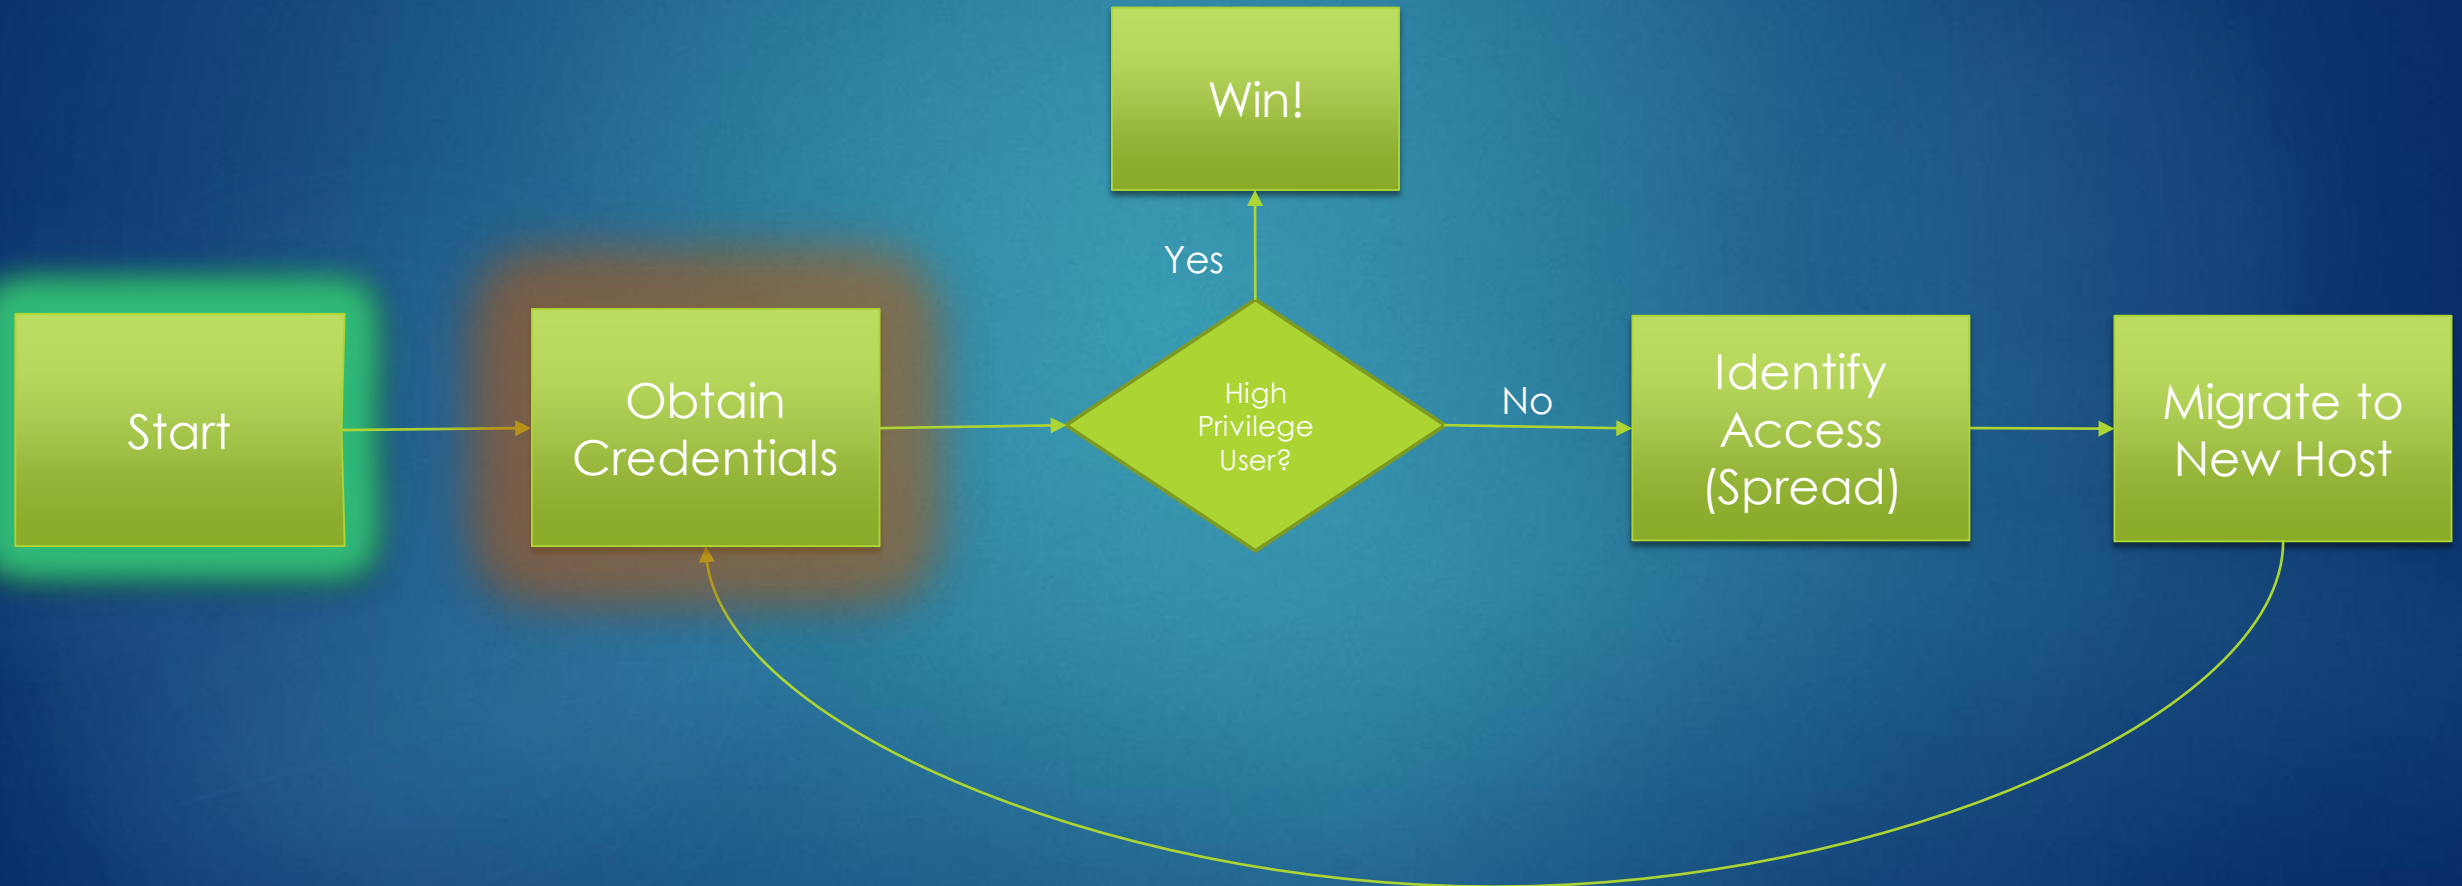 Win!
Yes
Start
Obtain
Credentials
High
Privilege
User?
No
Identify
Access
(Spread)
Migrate to
New Host